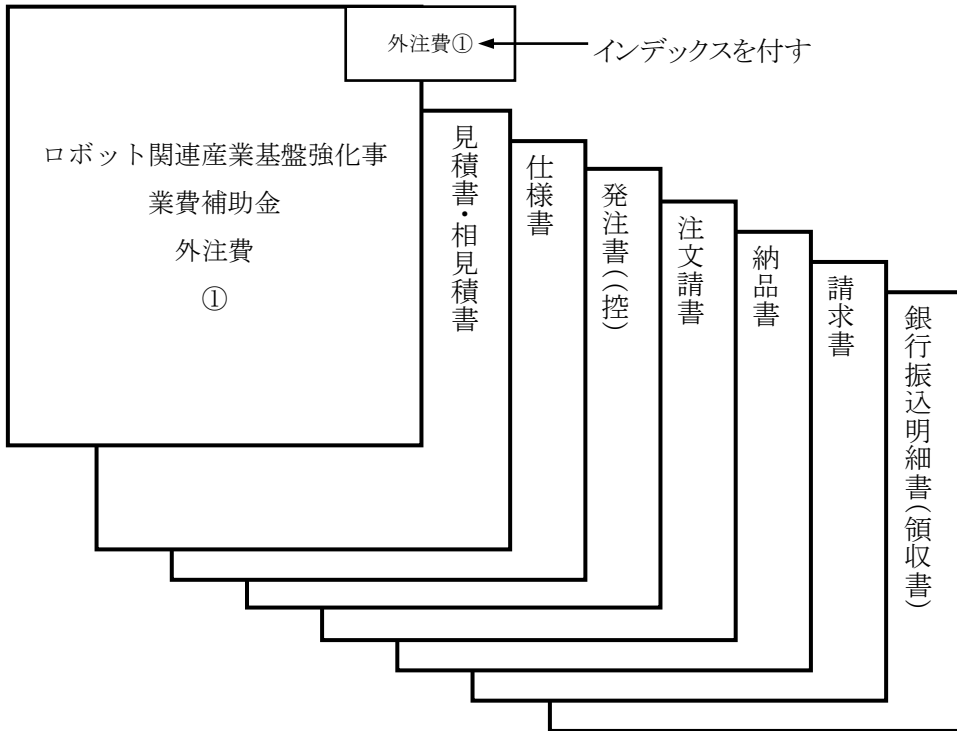 外注費①
インデックスを付す
ロボット関連産業基盤強化事
業費補助金
外注費
①
見積書・相見積書
仕様書
発注書((控)
注文請書
納品書
請求書
銀行振込明細書(領収書)